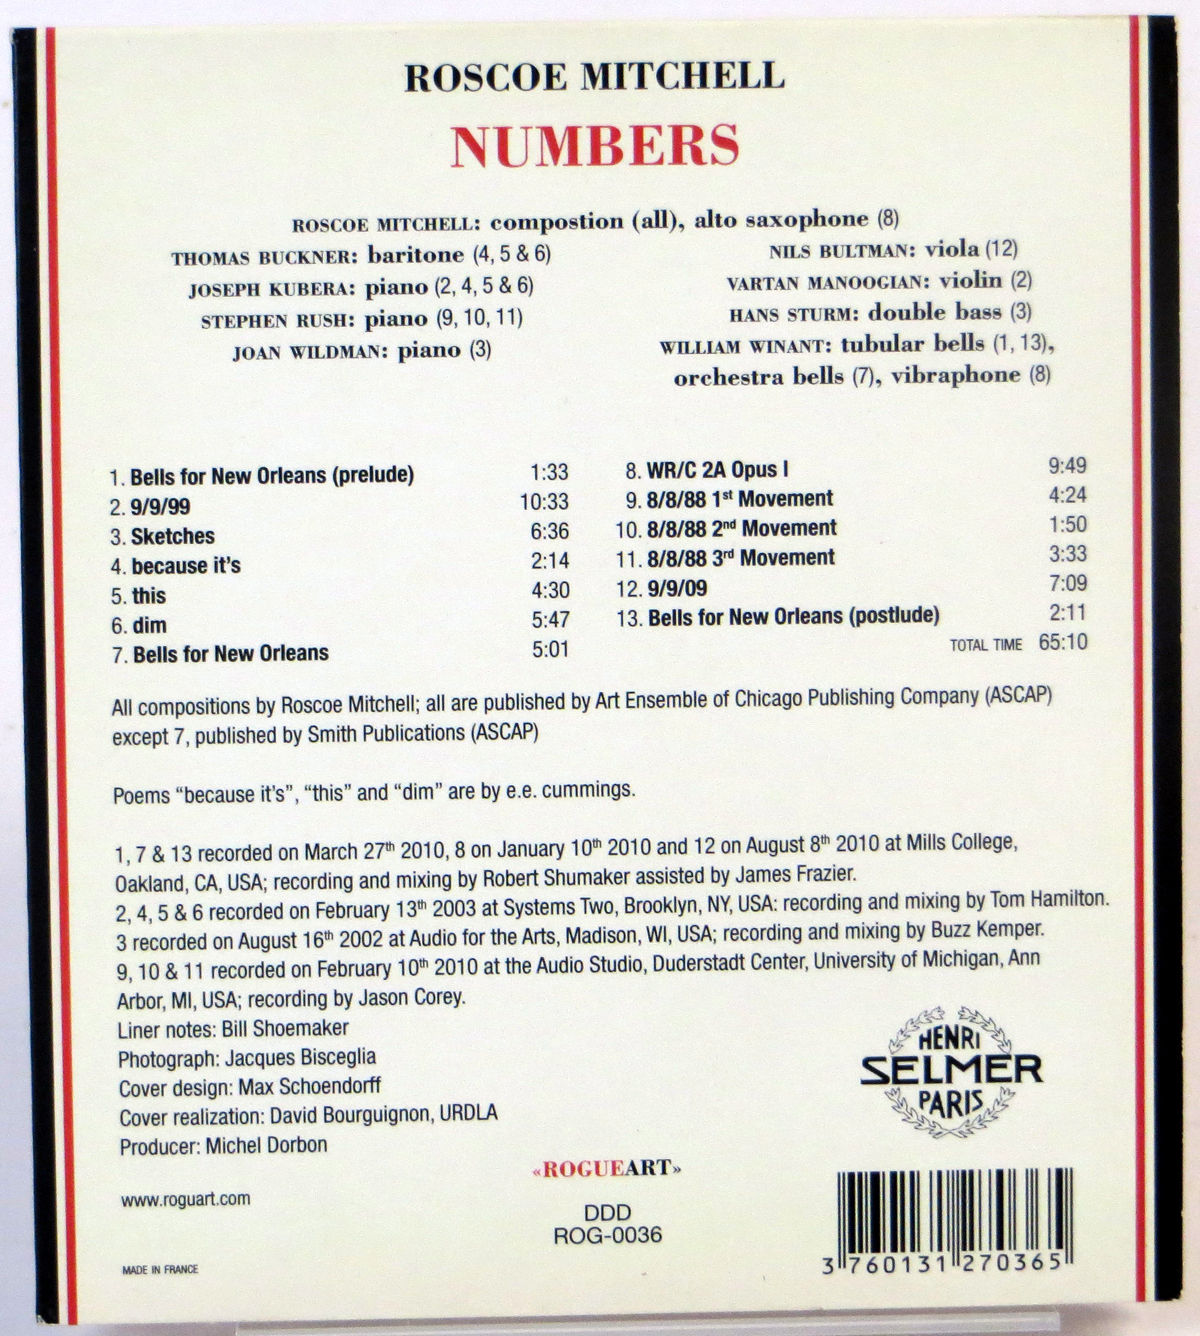 ROSCOE MITCHELL
NUMBERS
ROSCOE MITCHELL: compostion (all), alto saxophone (8)
THOMAS BUCKNER: baritone (4, 5 & 6)
JOSEPH KUBERA: piano (2, 4, 5 & 6)
STEPHEN RUSH: piano (9, 10, 11)
JOAN WILDMAN: piano (3)
NILS BULTMAN: viola (12)
VARTAN MANOOGIAN: violin (2)
HANS STURM: double bass (3)
WILLIAM WINANT: tubular bells (1, 13),
orchestra bells (7), vibraphone (8)
1. Bells for New Orleans (prelude) 1:33
2. 9/9/99 10:33
3. Sketches 6:36
4. because it's 2:14
5. this 4:30
6. dim 5:47
7. Bells for New Orleans 5:01
8. WR/C 2A Opus I 9:49
9. 8/8/88 1st Movement 4:24
10. 8/8/88 2nd Movement 1:50
11. 8/8/88 3rd Movement 3:33
12. 9/9/09 7:09
13. Bells for New Orleans (postlude) 2:11
TOTAL TIME 65:10
All compositions by Roscoe Mitchell; all are published by Art Ensemble of Chicago Publishing Company (ASCAP)
except 7, published by Smith Publications (ASCAP)
Poems “because it's”, “this” and “dim” are by e.e. cummings.
1, 7 & 13 recorded on March 27th 2010, 8 on January 10th 2010 and 12 on August 8th 2010 at Mills College,
Oakland, CA, USA; recording and mixing by Robert Shumaker assisted by James Frazier.
2, 4, 5 & 6 recorded on February 13th 2003 at Systems Two, Brooklyn, NY, USA: recording and mixing by Tom Hamilton.
3 recorded on August 16th 2002 at Audio for the Arts, Madison, WI, USA; recording and mixing by Buzz Kemper.
9, 10 & 11 recorded on February 10th 2010 at the Audio Studio, Duderstadt Center, University of Michigan, Ann
Arbor, MI, USA; recording by Jason Corey.
Liner notes: Bill Shoemaker
Photograph: Jacques Bisceglia
Cover design: Max Schoendorff
Cover realization: David Bourguignon, URDLA
Producer: Michel Dorbon
HENRI
SELMER
PARIS
«ROGUEART»
www.roguart.com
DDD
ROG-0036
MADE IN FRANCE
3 760131 270365